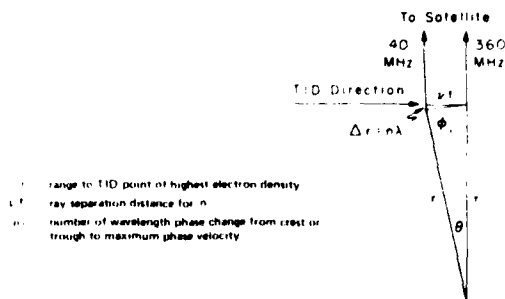 To Satellite
40 MHz
360 MHz
TID Direction
νt
Δr=nλ
ϕ
r
r
θ
range to TID point of highest electron density
ray separation distance for n
number of wavelength phase change from crest or
trough to maximum phase velocity